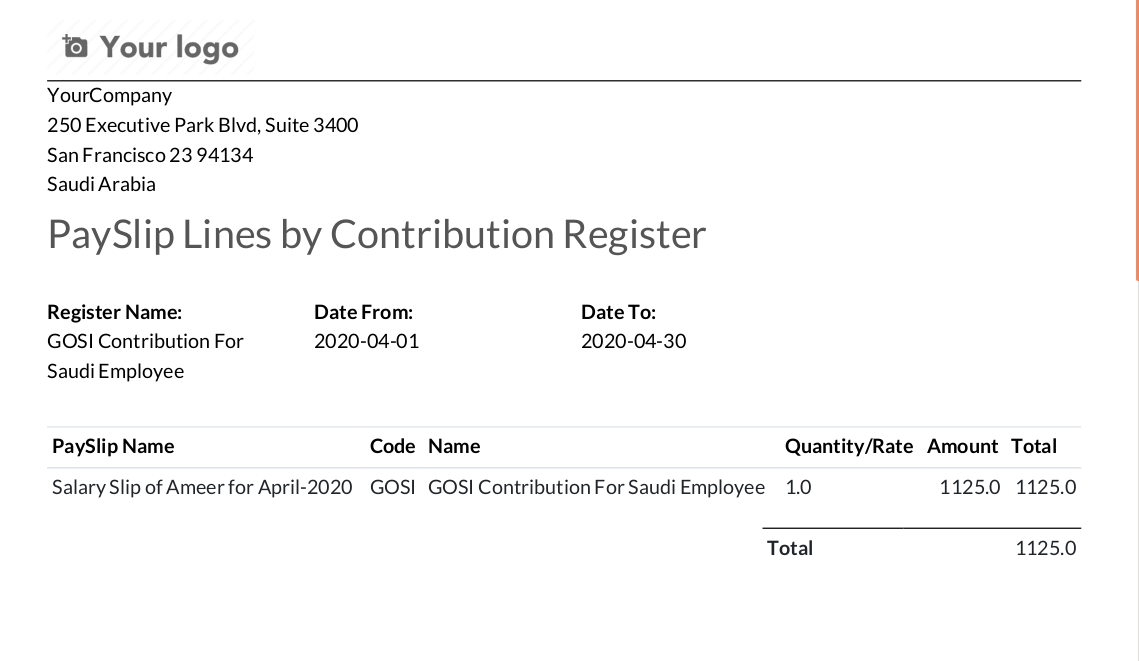 Your logo
YourCompany
250 Executive Park Blvd, Suite 3400
San Francisco 23 94134
Saudi Arabia
PaySlip Lines by Contribution Register
Register Name: Date From: Date To:
GOSI Contribution For 2020-04-01 2020-04-30
Saudi Employee
PaySlip Name Code Name Quantity/Rate Amount Total
Salary Slip of Ameer for April-2020 GOSI GOSI Contribution For Saudi Employee 1.0 1125.0 1125.0
Total 1125.0